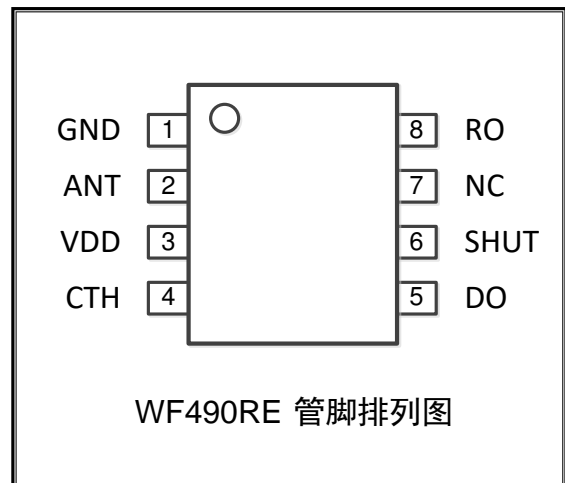 GND 1 8 RO
ANT 2 7 NC
VDD 3 6 SHUT
CTH 4 5 DO
WF490RE 管脚排列图